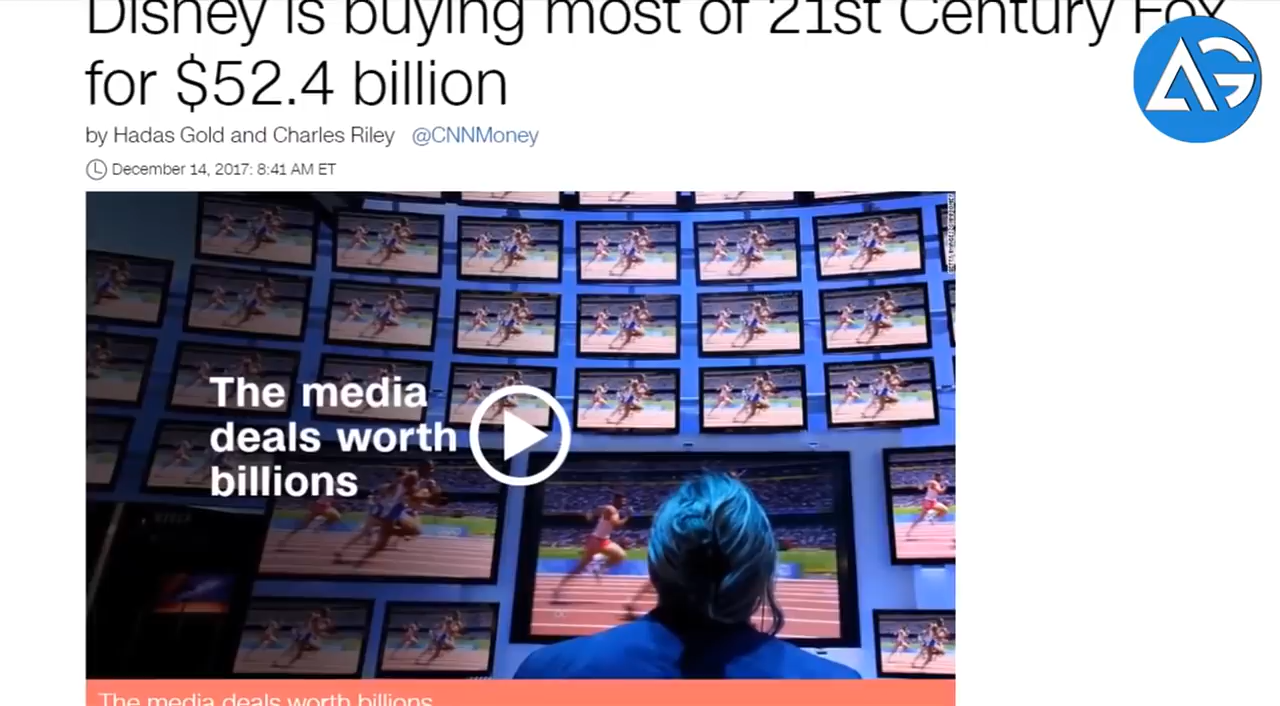 Disney is buying most of 21st Century Fox
for $52.4 billion
AG
by Hadas Gold and Charles Riley @CNNMoney
December 14, 2017: 8:41 AM ET
The media
deals worth
billions
The media deals worth billions